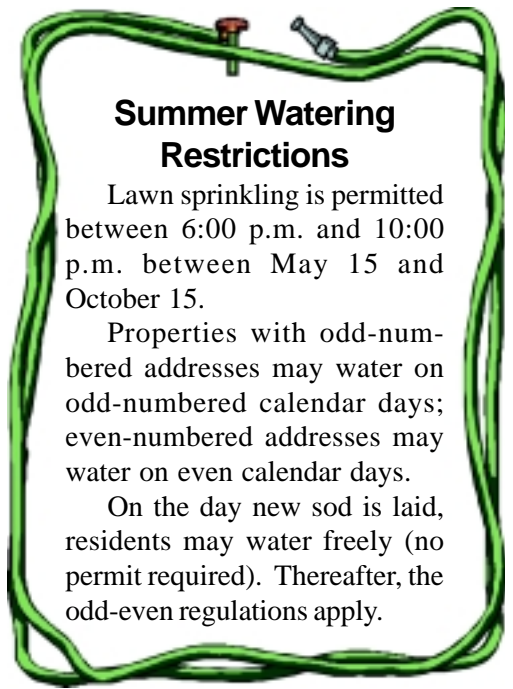 Summer Watering
Restrictions
Lawn sprinkling is permitted
between 6:00 p.m. and 10:00
p.m. between May 15 and
October 15.
Properties with odd-num-
bered addresses may water on
odd-numbered calendar days;
even-numbered addresses may
water on even calendar days.
On the day new sod is laid,
residents may water freely (no
permit required). Thereafter, the
odd-even regulations apply.